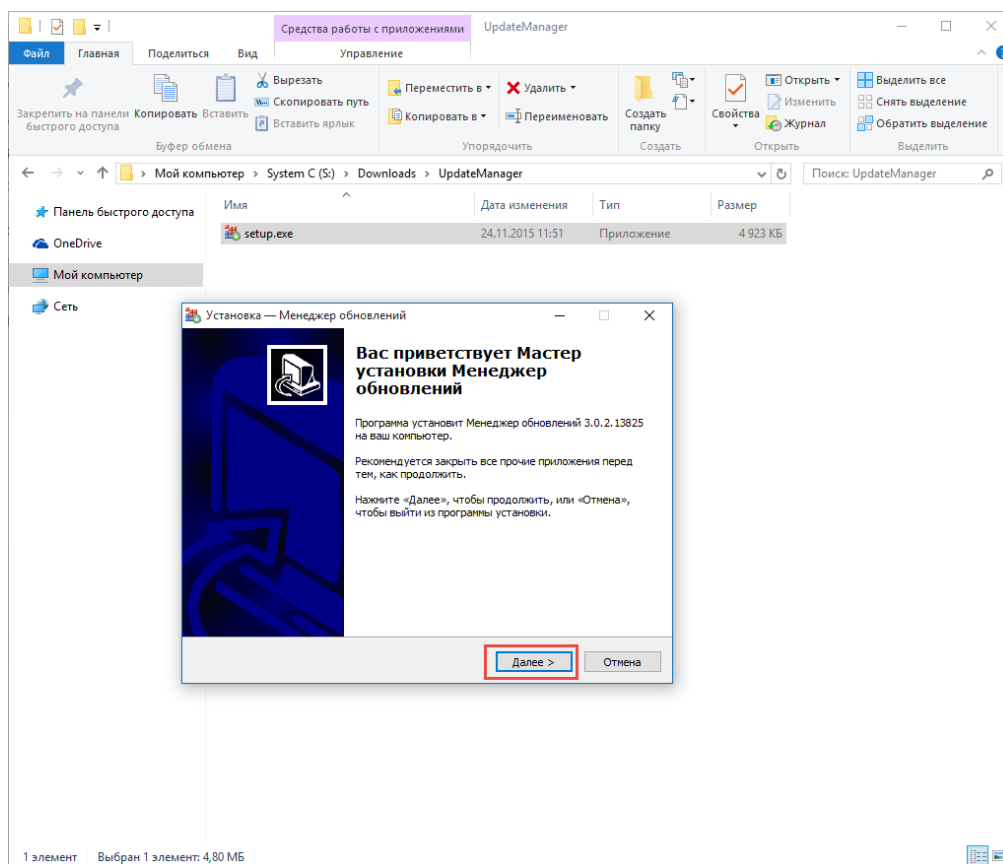 Средства работы с приложениями UpdateManager
Файл Главная Поделиться Вид Управление
Закрепить на панели быстрого доступа
Копировать
Вставить
Вырезать
Скопировать путь
Вставить ярлык
Буфер обмена
Переместить в
Копировать в
Удалить
Переименовать
Упорядочить
Создать папку
Создать
Свойства
Открыть
Изменить
Журнал
Открыть
Выделить все
Снять выделение
Обратить выделение
Выделить
Мой компьютер › System C (S:) › Downloads › UpdateManager
Поиск: UpdateManager
Панель быстрого доступа
OneDrive
Мой компьютер
Сеть
Имя Дата изменения Тип Размер
setup.exe 24.11.2015 11:51 Приложение 4 923 КБ
Установка — Менеджер обновлений
Вас приветствует Мастер
установки Менеджер
обновлений
Программа установит Менеджер обновлений 3.0.2.13825
на ваш компьютер.
Рекомендуется закрыть все прочие приложения перед
тем, как продолжить.
Нажмите «Далее», чтобы продолжить, или «Отмена»,
чтобы выйти из программы установки.
Далее > Отмена
1 элемент Выбран 1 элемент: 4,80 МБ